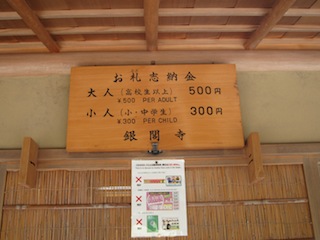 お札志納金
大人（高校生以上）500円
¥500 PER ADULT
小人（小・中学生）300円
¥300 PER CHILD
銀閣寺